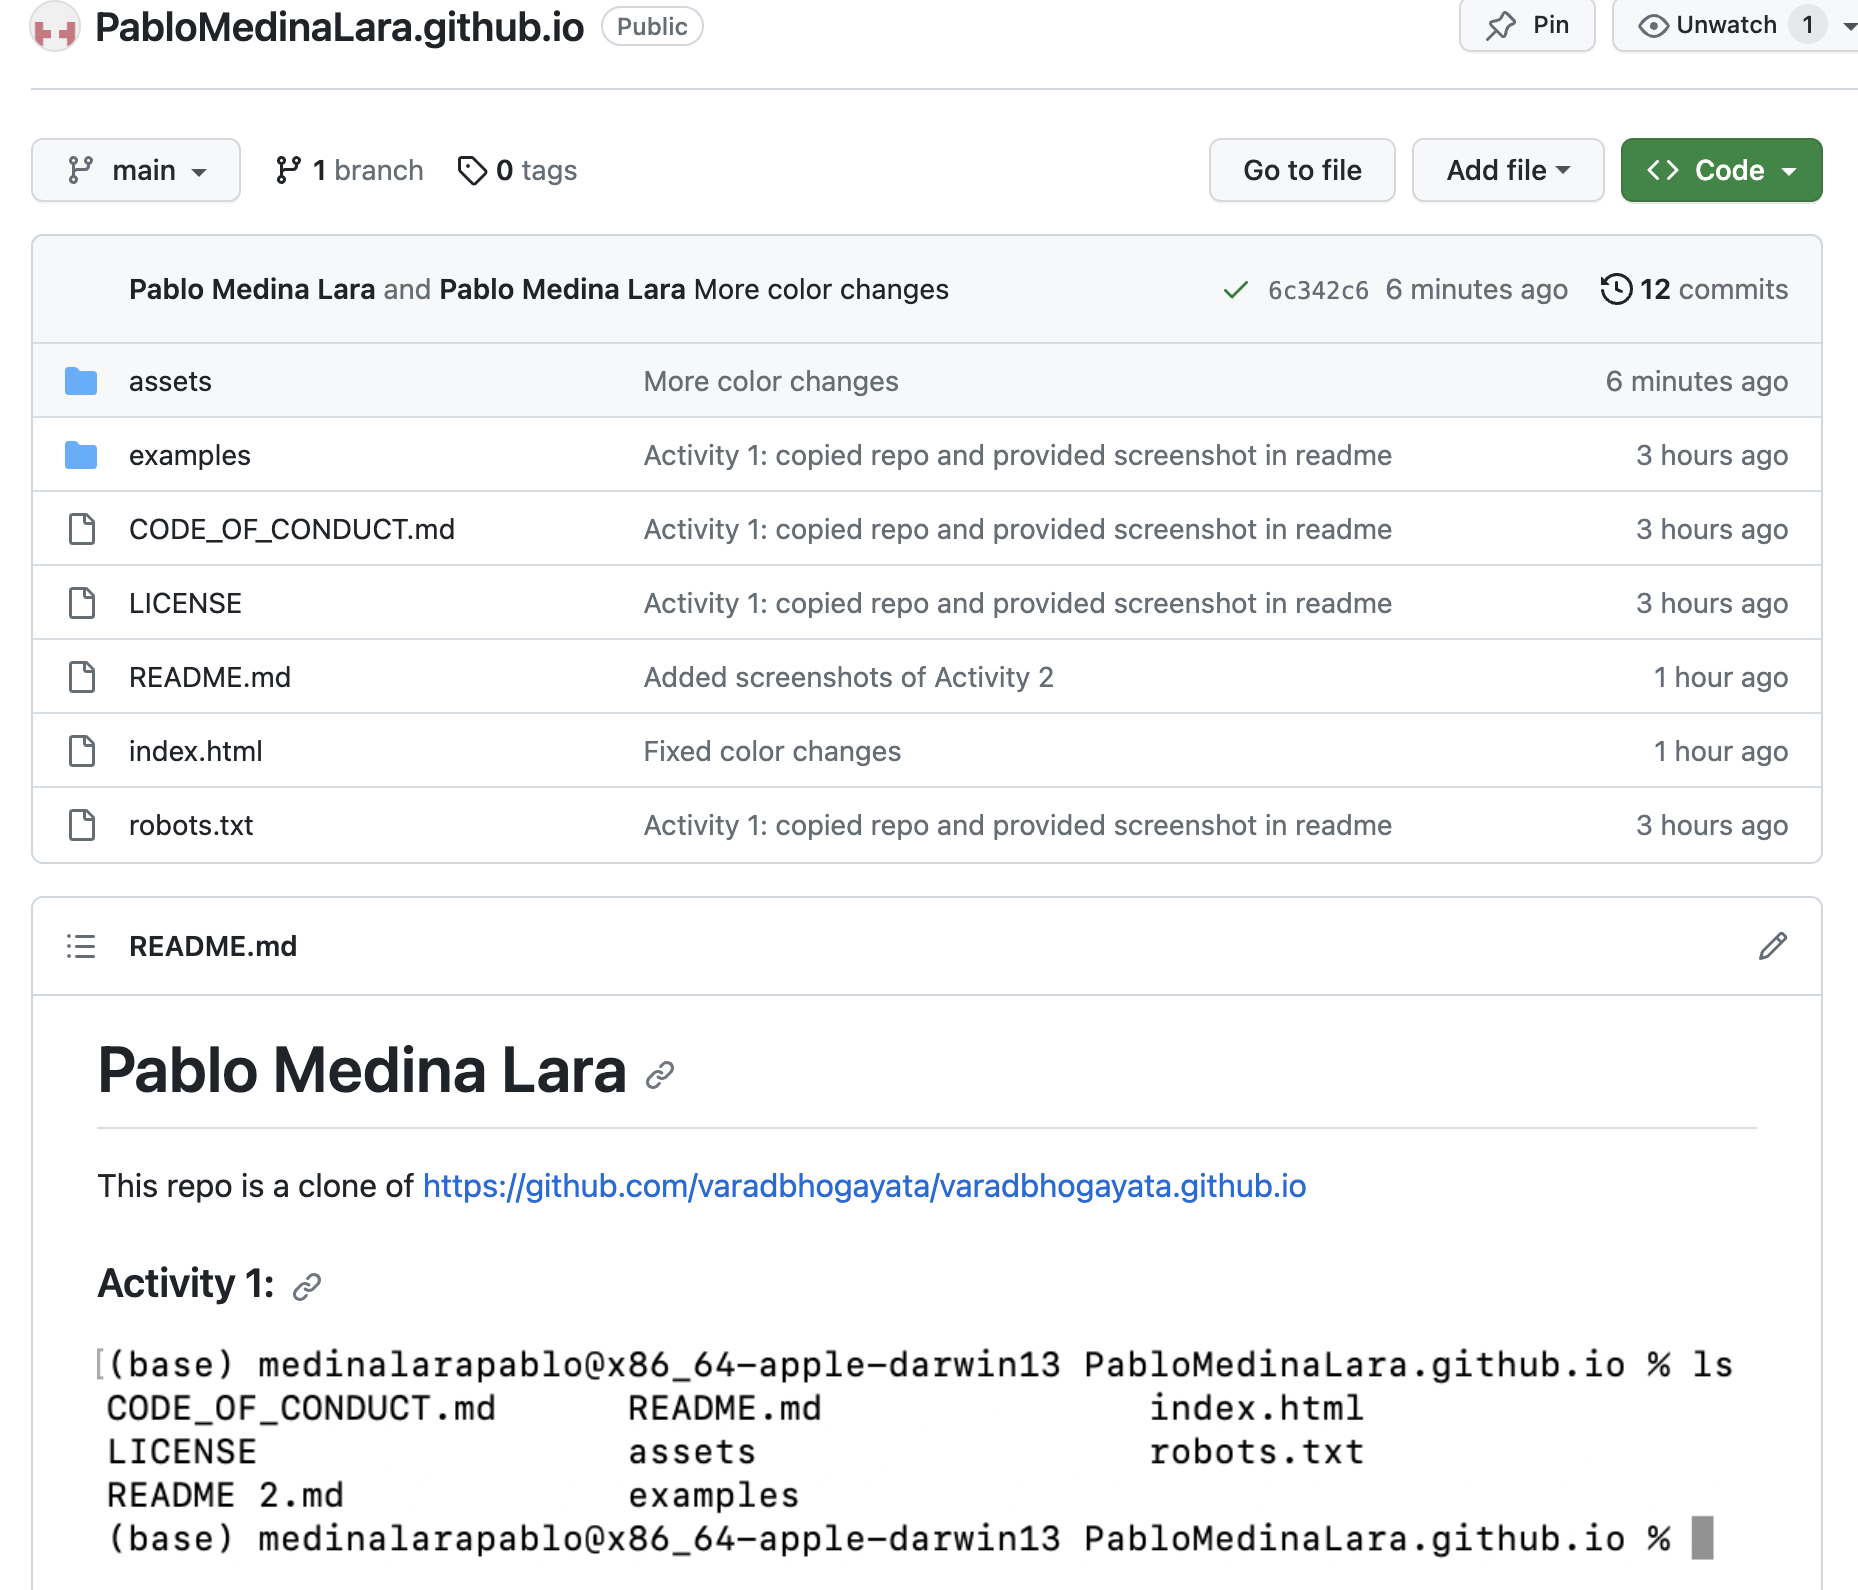 PabloMedinaLara.github.io Public Pin Unwatch 1
main 1 branch 0 tags Go to file Add file Code
Pablo Medina Lara and Pablo Medina Lara More color changes 6c342c6 6 minutes ago 12 commits
assets More color changes 6 minutes ago
examples Activity 1: copied repo and provided screenshot in readme 3 hours ago
CODE_OF_CONDUCT.md Activity 1: copied repo and provided screenshot in readme 3 hours ago
LICENSE Activity 1: copied repo and provided screenshot in readme 3 hours ago
README.md Added screenshots of Activity 2 1 hour ago
index.html Fixed color changes 1 hour ago
robots.txt Activity 1: copied repo and provided screenshot in readme 3 hours ago
README.md
Pablo Medina Lara
This repo is a clone of https://github.com/varadbhogayata/varadbhogayata.github.io
Activity 1:
[(base) medinalarapablo@x86_64-apple-darwin13 PabloMedinaLara.github.io % ls
CODE_OF_CONDUCT.md README.md index.html
LICENSE assets robots.txt
README 2.md examples
(base) medinalarapablo@x86_64-apple-darwin13 PabloMedinaLara.github.io %